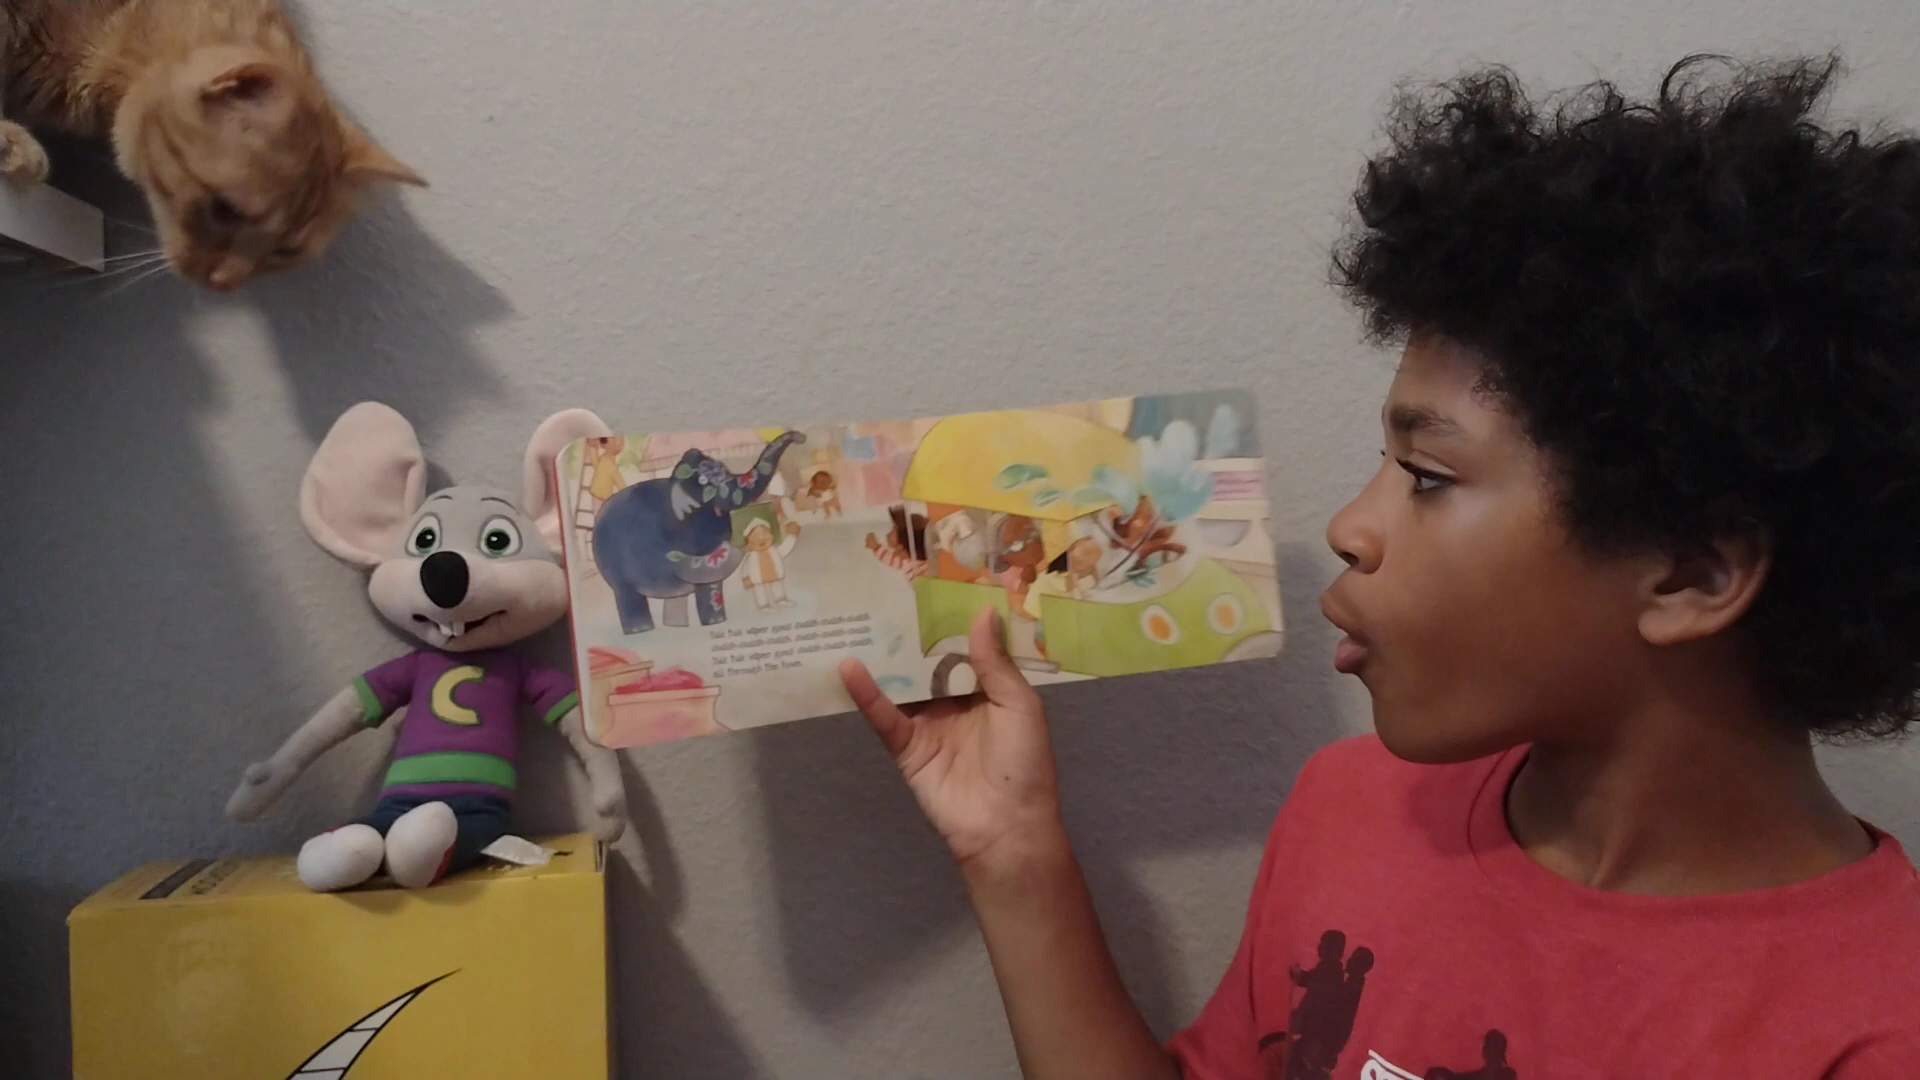 C
Tuk tuk wiper goes swish-swish-swish,
swish-swish-swish, swish-swish-swish.
Tuk tuk wiper goes swish-swish-swish,
all through the town.